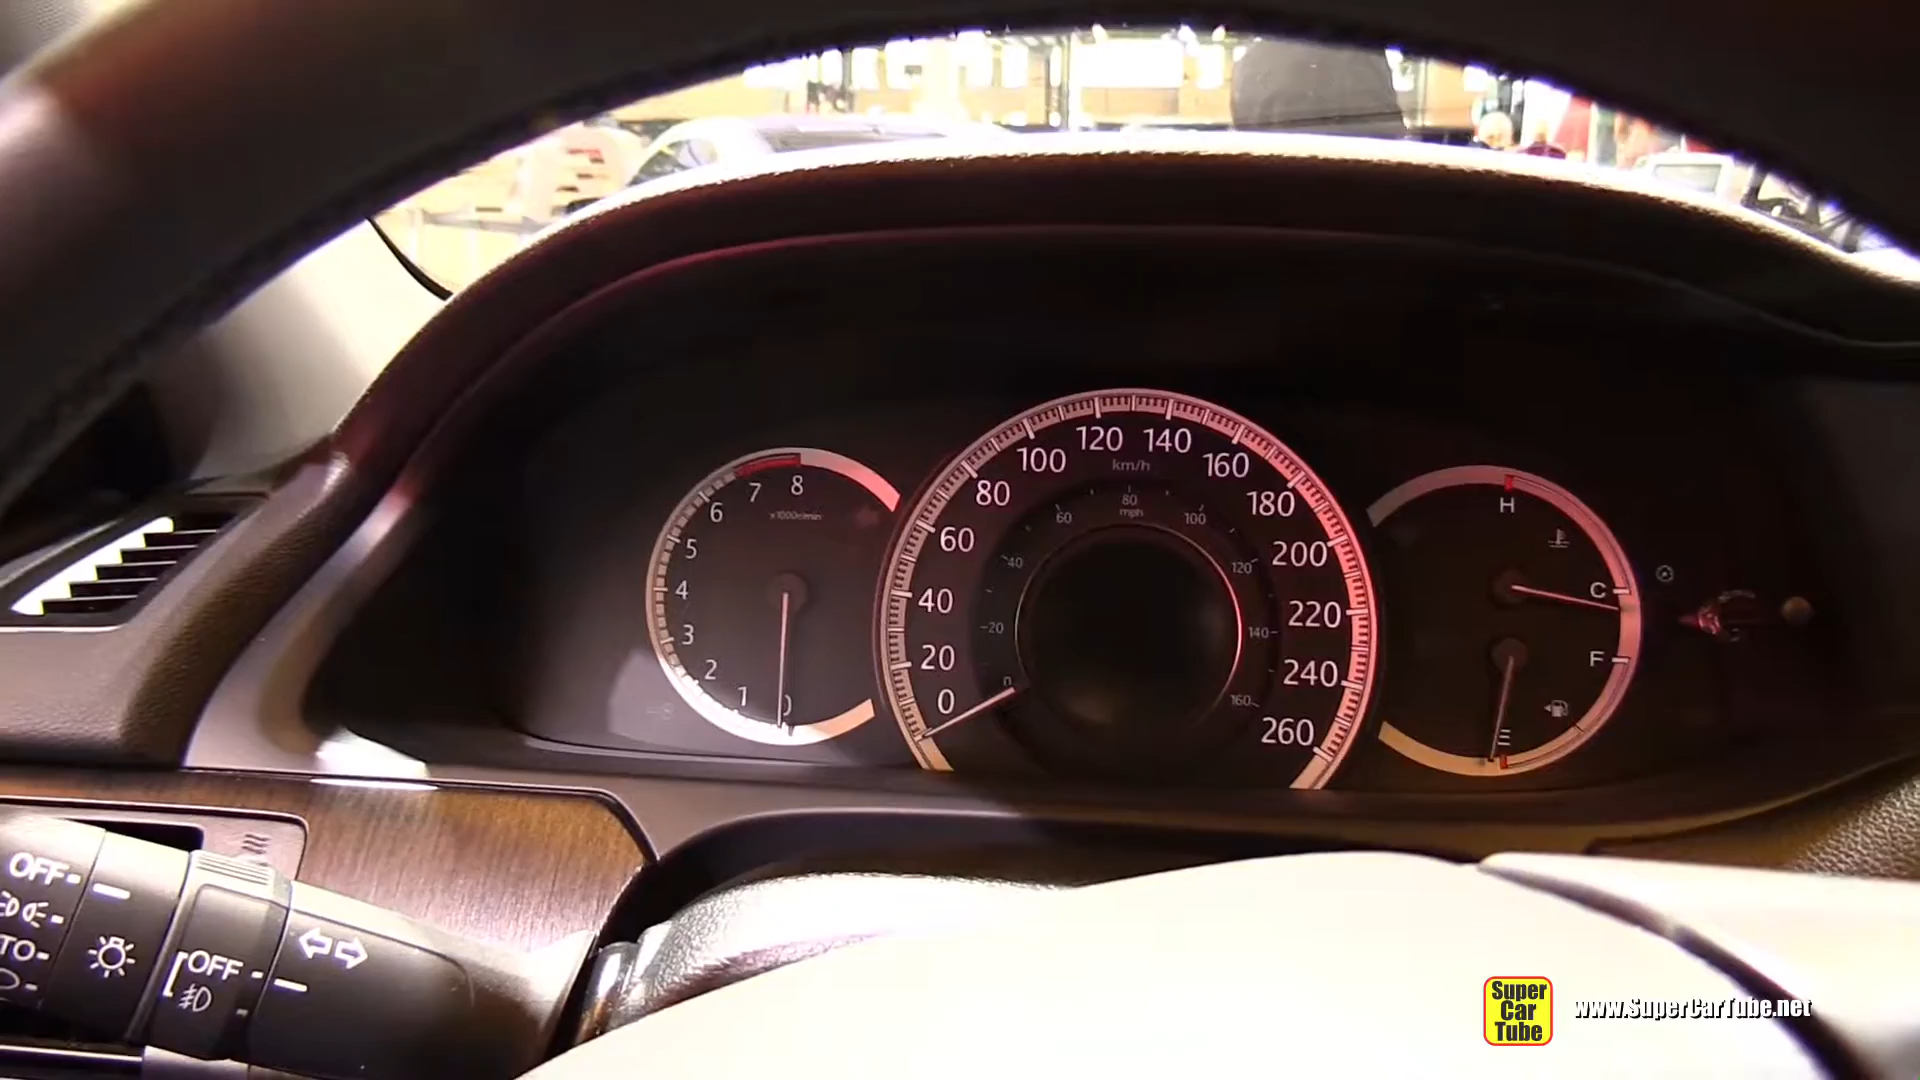 8
7
6
5
4
3
2
1
0
x1000r/min
0
20
40
60
80
100
120
140
160
180
200
220
240
260
km/h
0
20
40
60
80
mph
100
120
140
160
H
C
F
E
OFF
TO
OFF
Super
Car
Tube
www.SuperCarTube.net